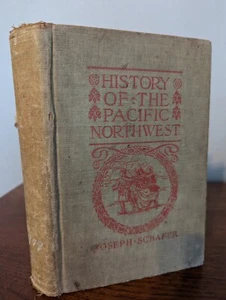 HISTORY
OF · THE
PACIFIC
NORTHWEST
JOSEPH · SCHAFER